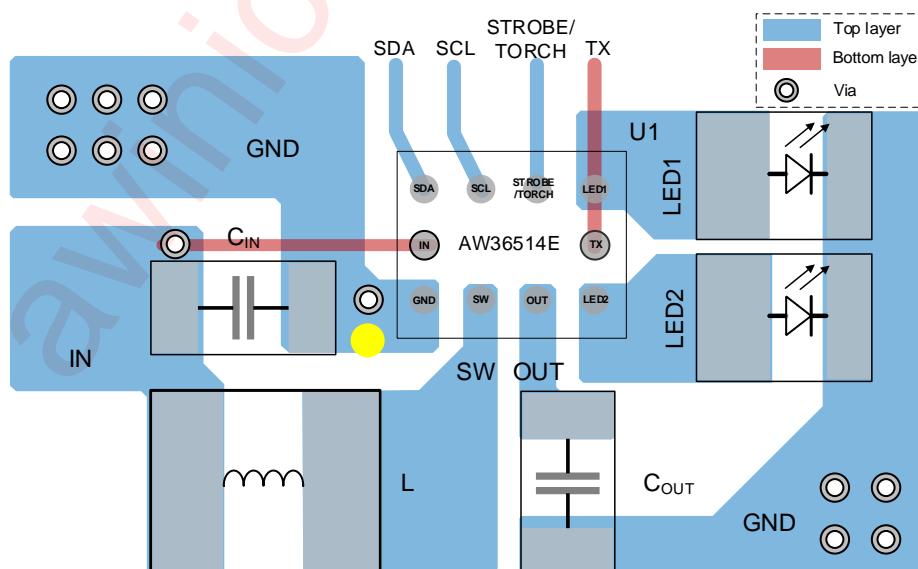 STROBE/
TORCH
SDA
SCL
TX
Top layer
Bottom laye
Via
U1
GND
LED1
SDA
SCL
STROBE
/TORCH
LED1
CIN
IN
AW36514E
TX
GND
SW
OUT
LED2
LED2
IN
SW
OUT
L
COUT
GND
awinic